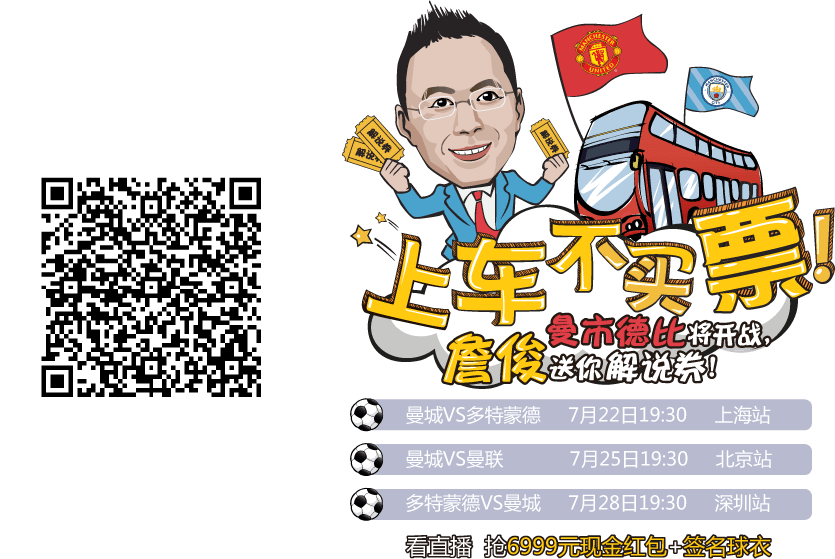 MANCHESTER
UNITED
解说券
解说券
上车不买票!
曼市德比将开战,
詹俊送你解说券!
曼城VS多特蒙德 7月22日19:30 上海站
曼城VS曼联 7月25日19:30 北京站
多特蒙德VS曼城 7月28日19:30 深圳站
看直播 抢6999元现金红包+签名球衣